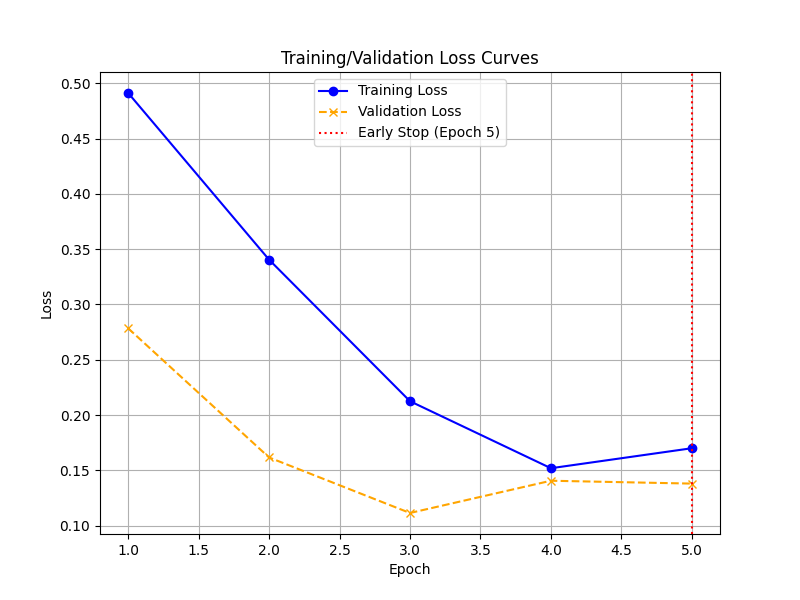 Training/Validation Loss Curves
Training Loss
Validation Loss
Early Stop (Epoch 5)
0.50
0.45
0.40
0.35
0.30
0.25
0.20
0.15
0.10
Loss
1.0 1.5 2.0 2.5 3.0 3.5 4.0 4.5 5.0
Epoch